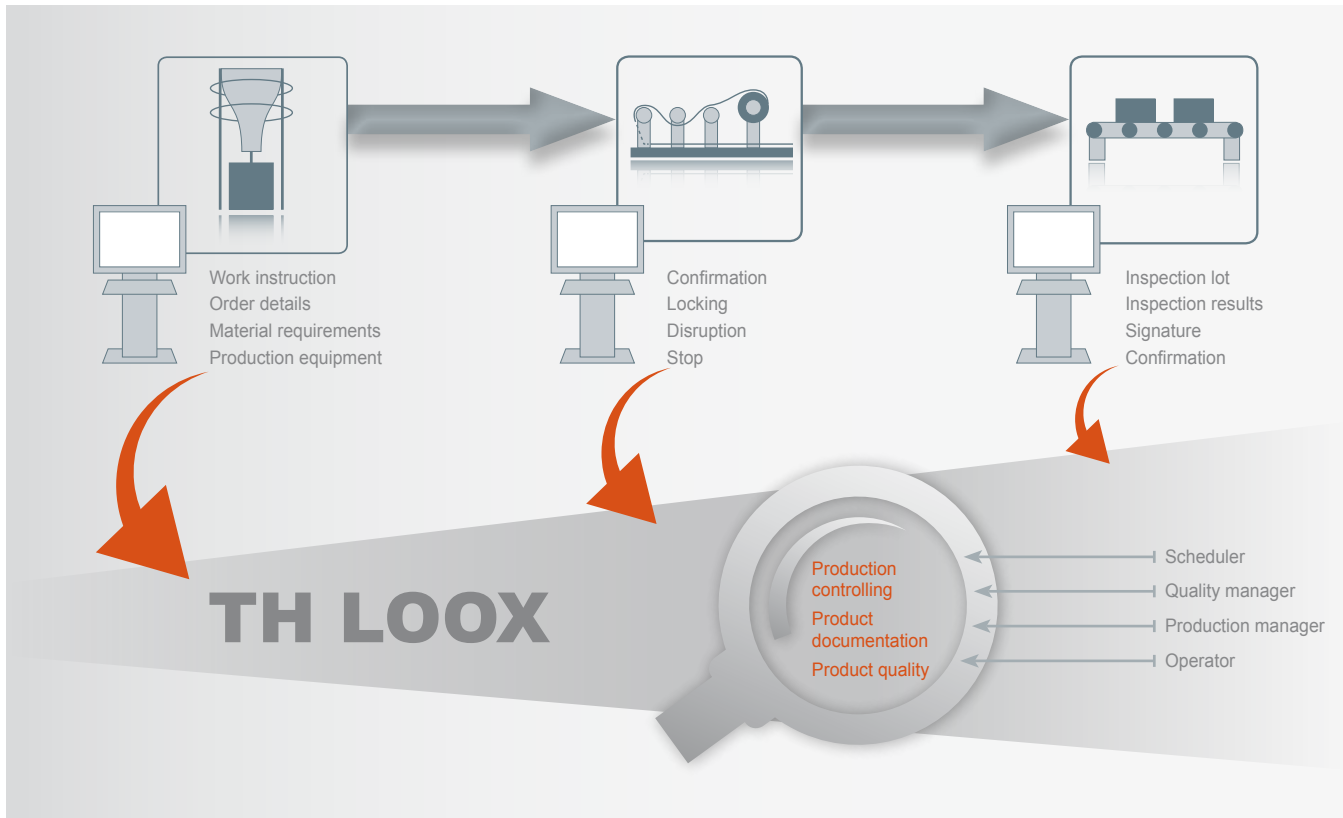 Work instruction
Order details
Material requirements
Production equipment
Confirmation
Locking
Disruption
Stop
Inspection lot
Inspection results
Signature
Confirmation
TH LOOX
Production
controlling
Product
documentation
Product quality
Scheduler
Quality manager
Production manager
Operator